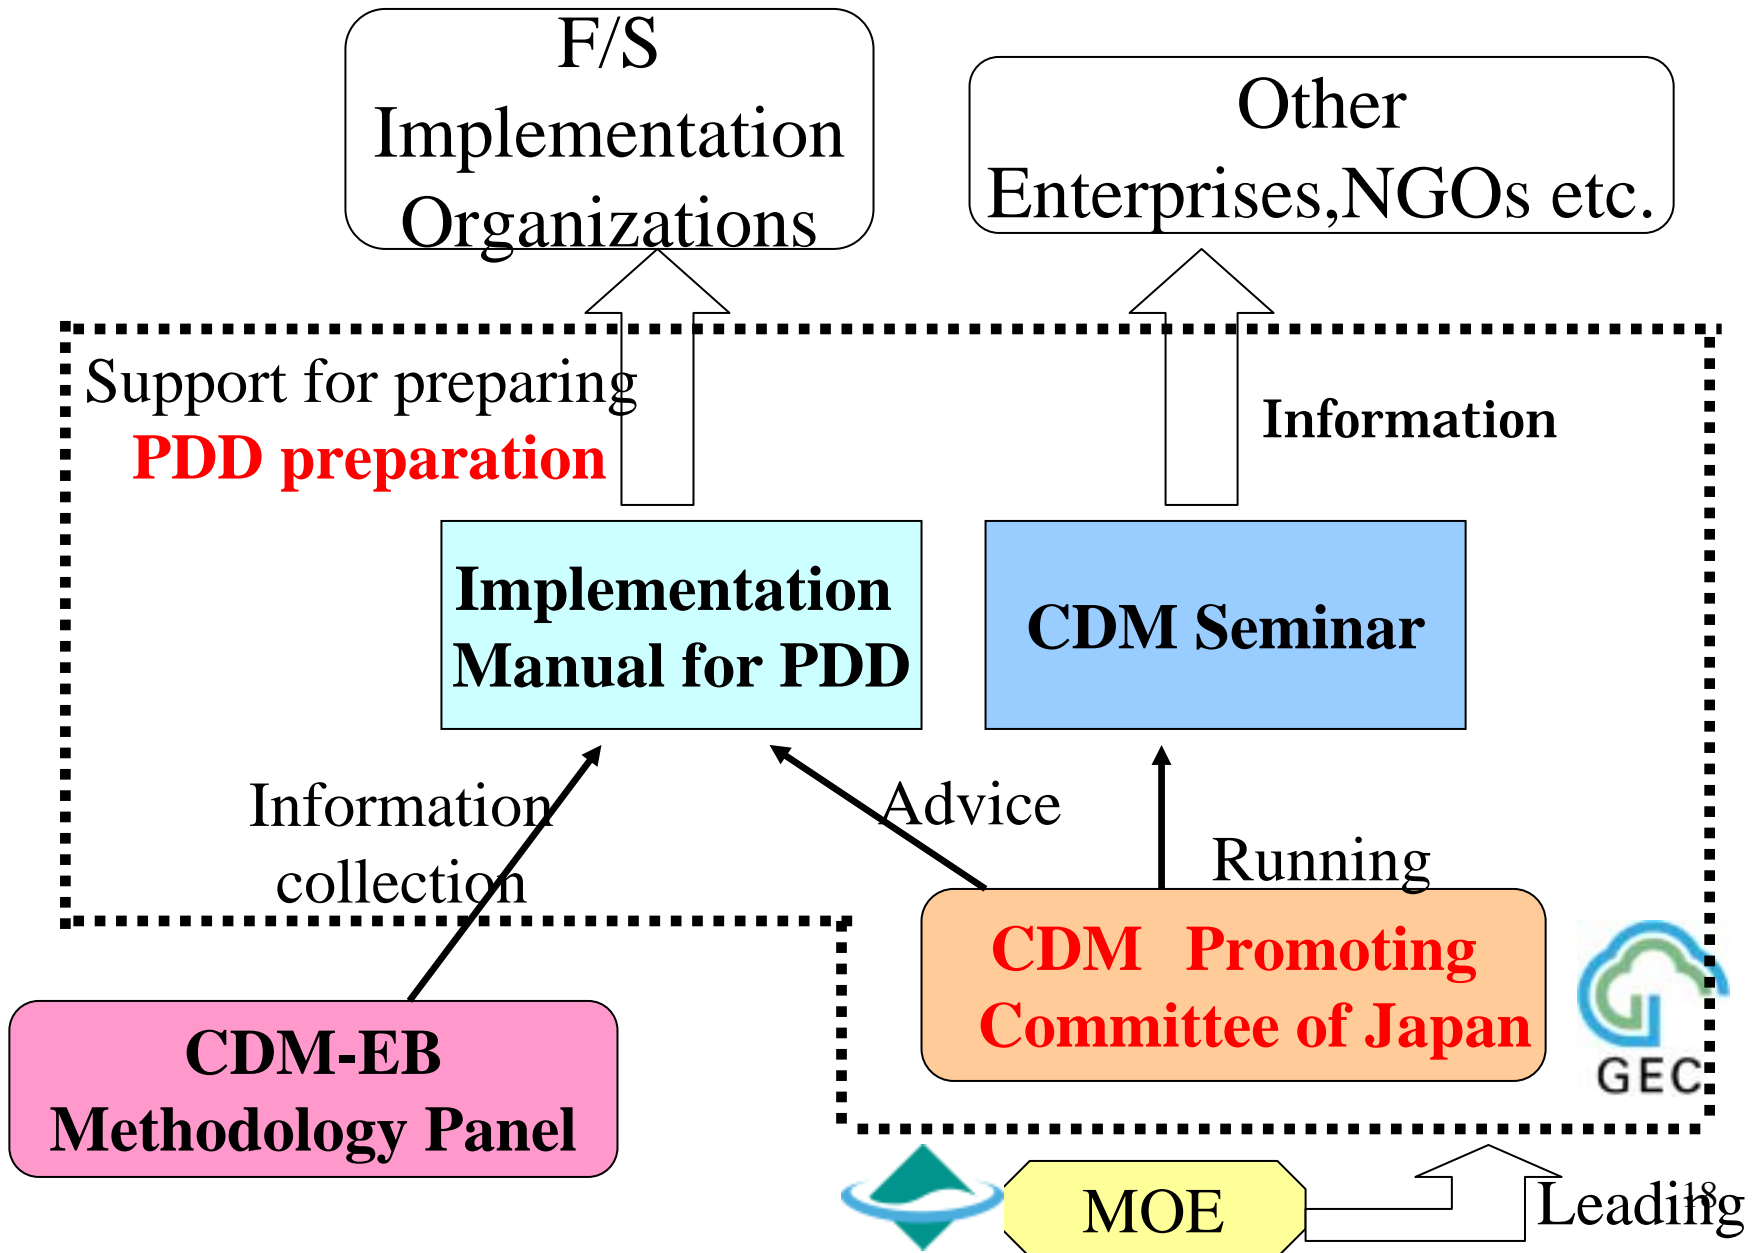 F/S
Implementation
Organizations
Other
Enterprises,NGOs etc.
Support for preparing
PDD preparation
Information
Implementation
Manual for PDD
CDM Seminar
Information
collection
Advice
Running
CDM Promoting
Committee of Japan
GEC
CDM-EB
Methodology Panel
MOE
Leading
18